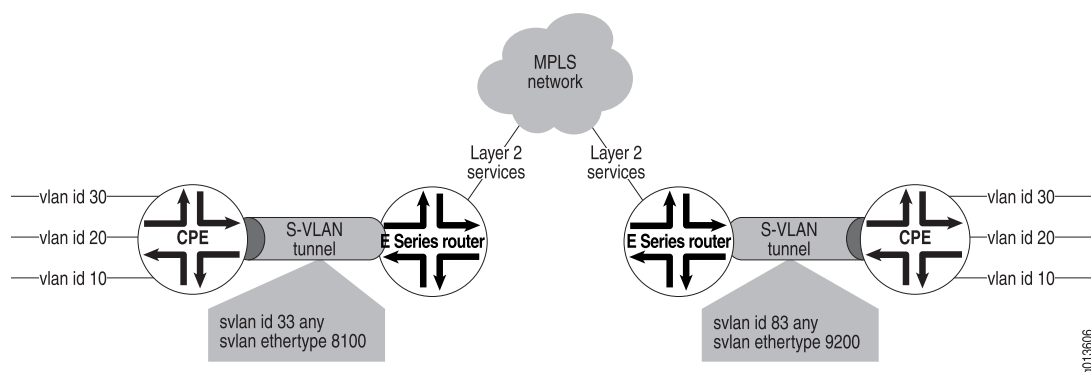 MPLS
network
Layer 2
services
Layer 2
services
vlan id 30
vlan id 20
vlan id 10
CPE
S-VLAN
tunnel
E Series router
E Series router
S-VLAN
tunnel
CPE
vlan id 30
vlan id 20
vlan id 10
svlan id 33 any
svlan ethertype 8100
svlan id 83 any
svlan ethertype 9200